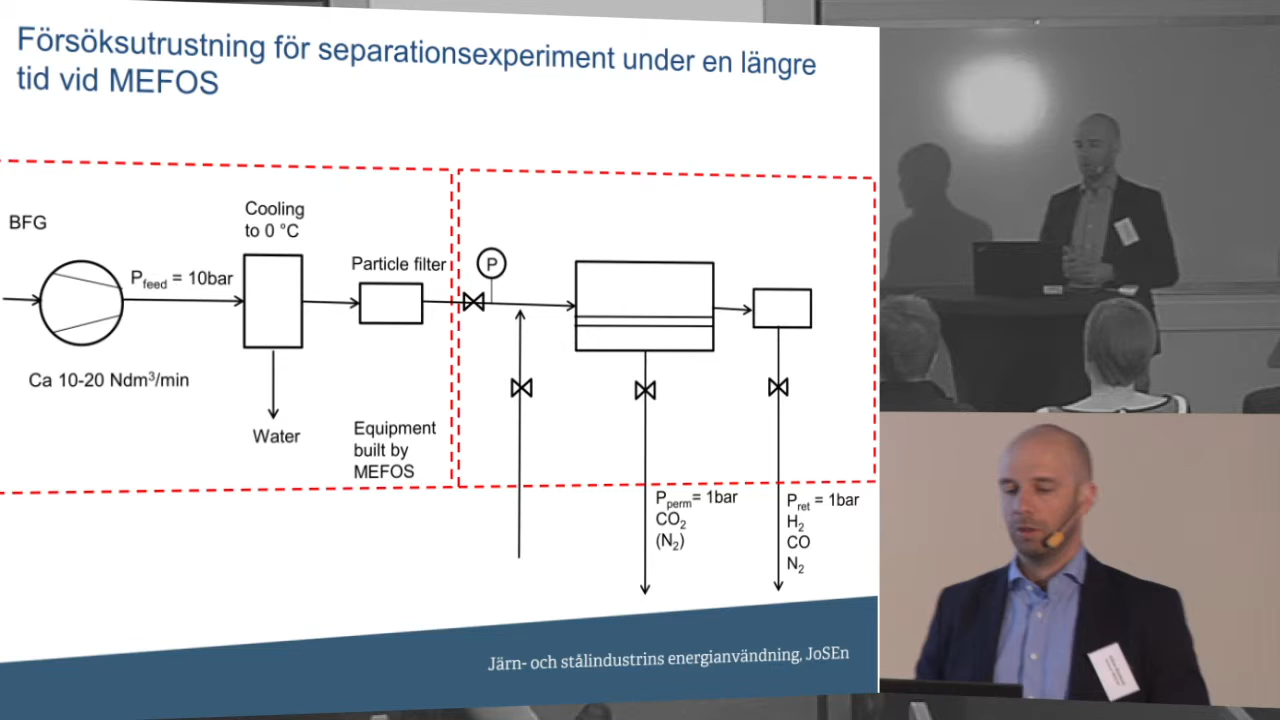 Försöksutrustning för separationsexperiment under en längre
tid vid MEFOS
BFG
Cooling
to 0 °C
P_feed = 10bar
Particle filter
P
Ca 10-20 Ndm³/min
Water
Equipment
built by
MEFOS
P_perm= 1bar
CO₂
(N₂)
P_ret = 1bar
H₂
CO
N₂
Järn- och stålindustrins energianvändning, JoSEn